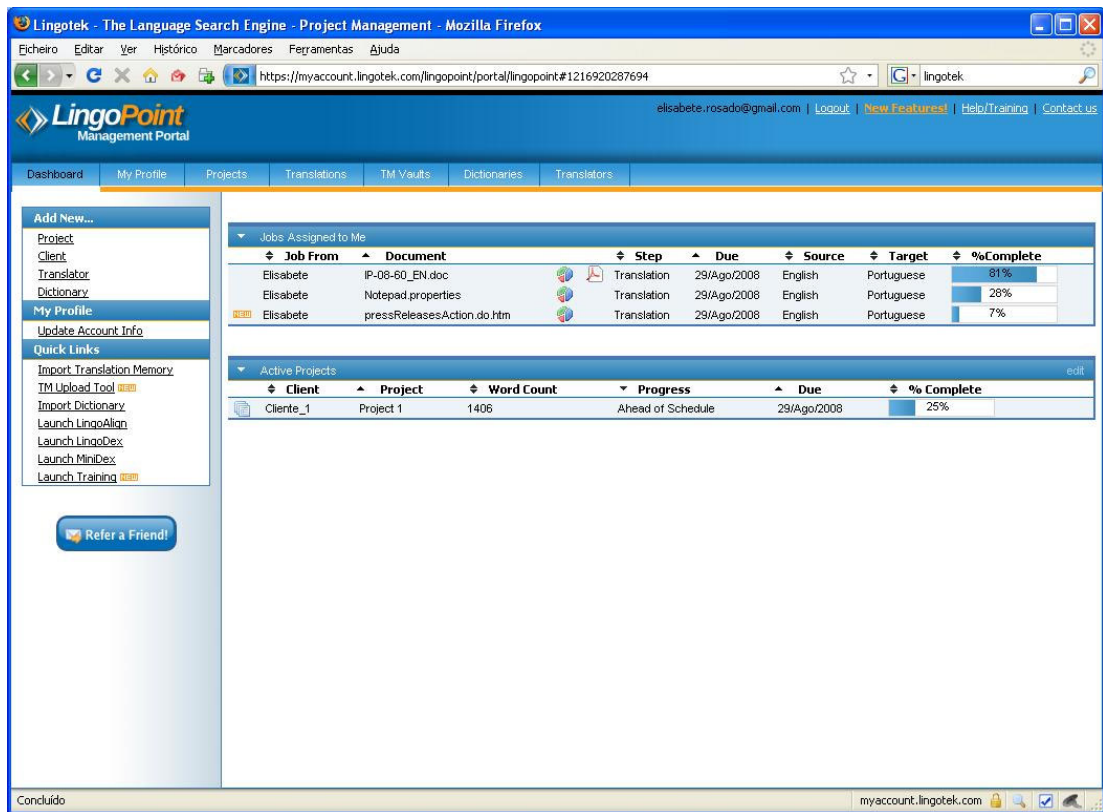 Lingotek - The Language Search Engine - Project Management - Mozilla Firefox
Ficheiro Editar Ver Histórico Marcadores Ferramentas Ajuda
https://myaccount.lingotek.com/lingopoint/portal/lingopoint#1216920287694 G lingotek
LingoPoint
Management Portal
elisabete.rosado@gmail.com | Logout | New Features! | Help/Training | Contact us
Dashboard My Profile Projects Translations TM Vaults Dictionaries Translators
Add New...
Project
Client
Translator
Dictionary
My Profile
Update Account Info
Quick Links
Import Translation Memory
TM Upload Tool NEW
Import Dictionary
Launch LingoAlign
Launch LingoDex
Launch MiniDex
Launch Training NEW
Refer a Friend!
Jobs Assigned to Me
Job From Document Step Due Source Target %Complete
Elisabete IP-08-60_EN.doc Translation 29/Ago/2008 English Portuguese 81%
Elisabete Notepad.properties Translation 29/Ago/2008 English Portuguese 28%
NEW Elisabete pressReleasesAction.do.htm Translation 29/Ago/2008 English Portuguese 7%
Active Projects edit
Client Project Word Count Progress Due % Complete
Cliente_1 Project 1 1406 Ahead of Schedule 29/Ago/2008 25%
Concluído myaccount.lingotek.com